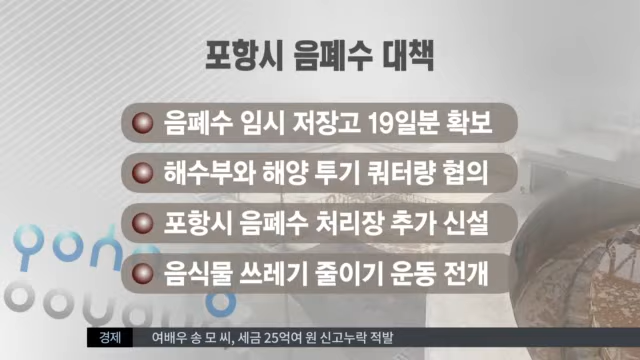 포항시 음폐수 대책
음폐수 임시 저장고 19일분 확보
해수부와 해양 투기 쿼터량 협의
포항시 음폐수 처리장 추가 신설
음식물 쓰레기 줄이기 운동 전개
경제 여배우 송 모 씨, 세금 25억여 원 신고누락 적발